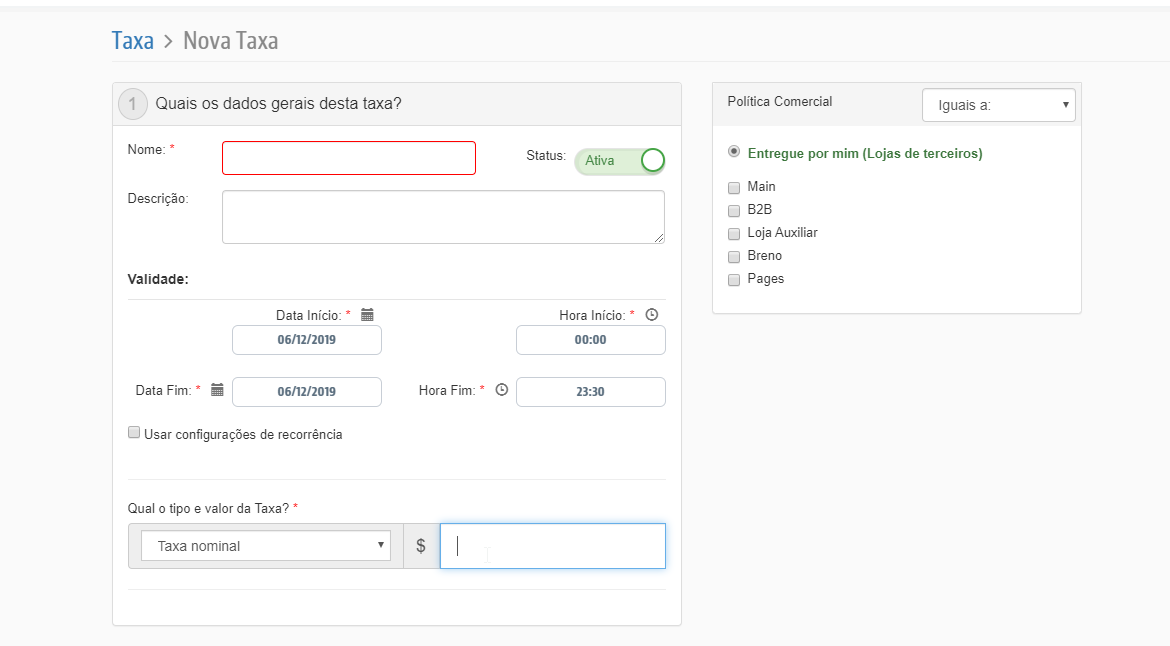 Taxa > Nova Taxa
1 Quais os dados gerais desta taxa?
Nome: *
Status: Ativa
Descrição:
Validade:
Data Início: *
Hora Início: *
06/12/2019
00:00
Data Fim: * 06/12/2019
Hora Fim: * 23:30
Usar configurações de recorrência
Qual o tipo e valor da Taxa? *
Taxa nominal
$
Política Comercial
Iguais a:
Entregue por mim (Lojas de terceiros)
Main
B2B
Loja Auxiliar
Breno
Pages